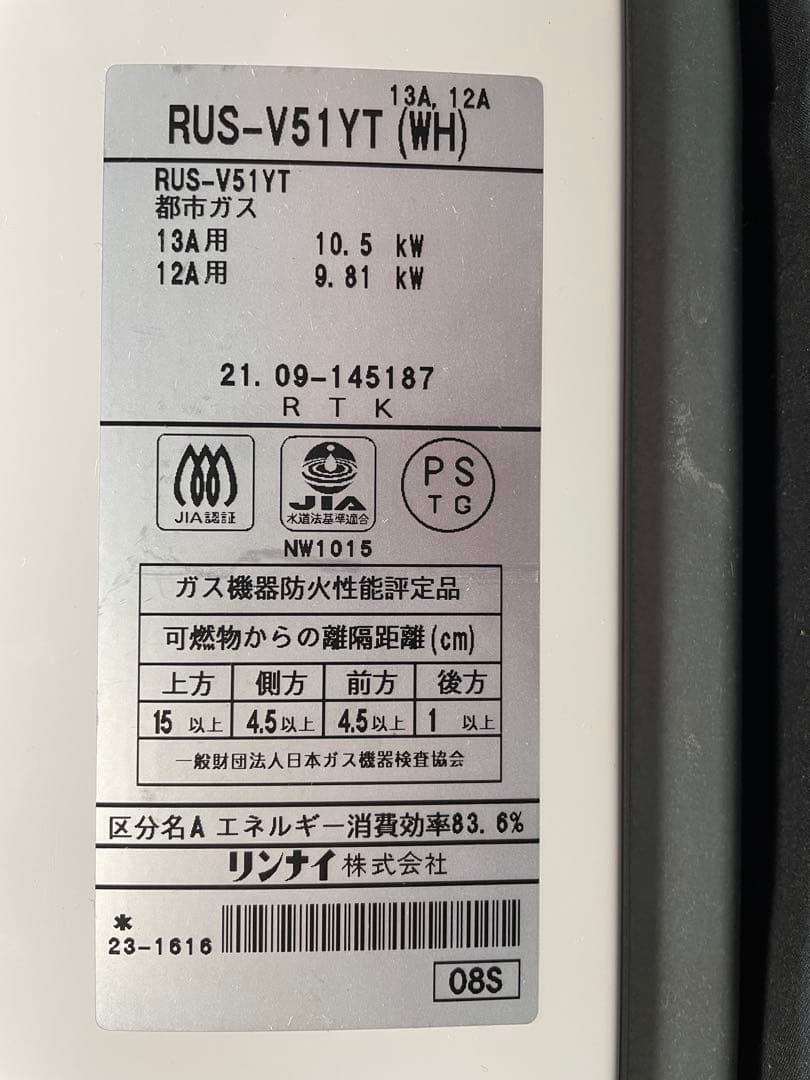 13A, 12A
RUS-V51YT (WH)
RUS-V51YT
都市ガス
13A用 10.5 kW
12A用 9.81 kW
21. 09-145187
R T K
JIA認証
JIA
水道法基準適合
PS
TG
NW1015
ガス機器防火性能評定品
可燃物からの離隔距離(cm)
上方 側方 前方 後方
15 以上 4.5以上 4.5以上 1 以上
一般財団法人日本ガス機器検査協会
区分名A エネルギー消費効率83.6%
リンナイ株式会社
*
23-1616
08S